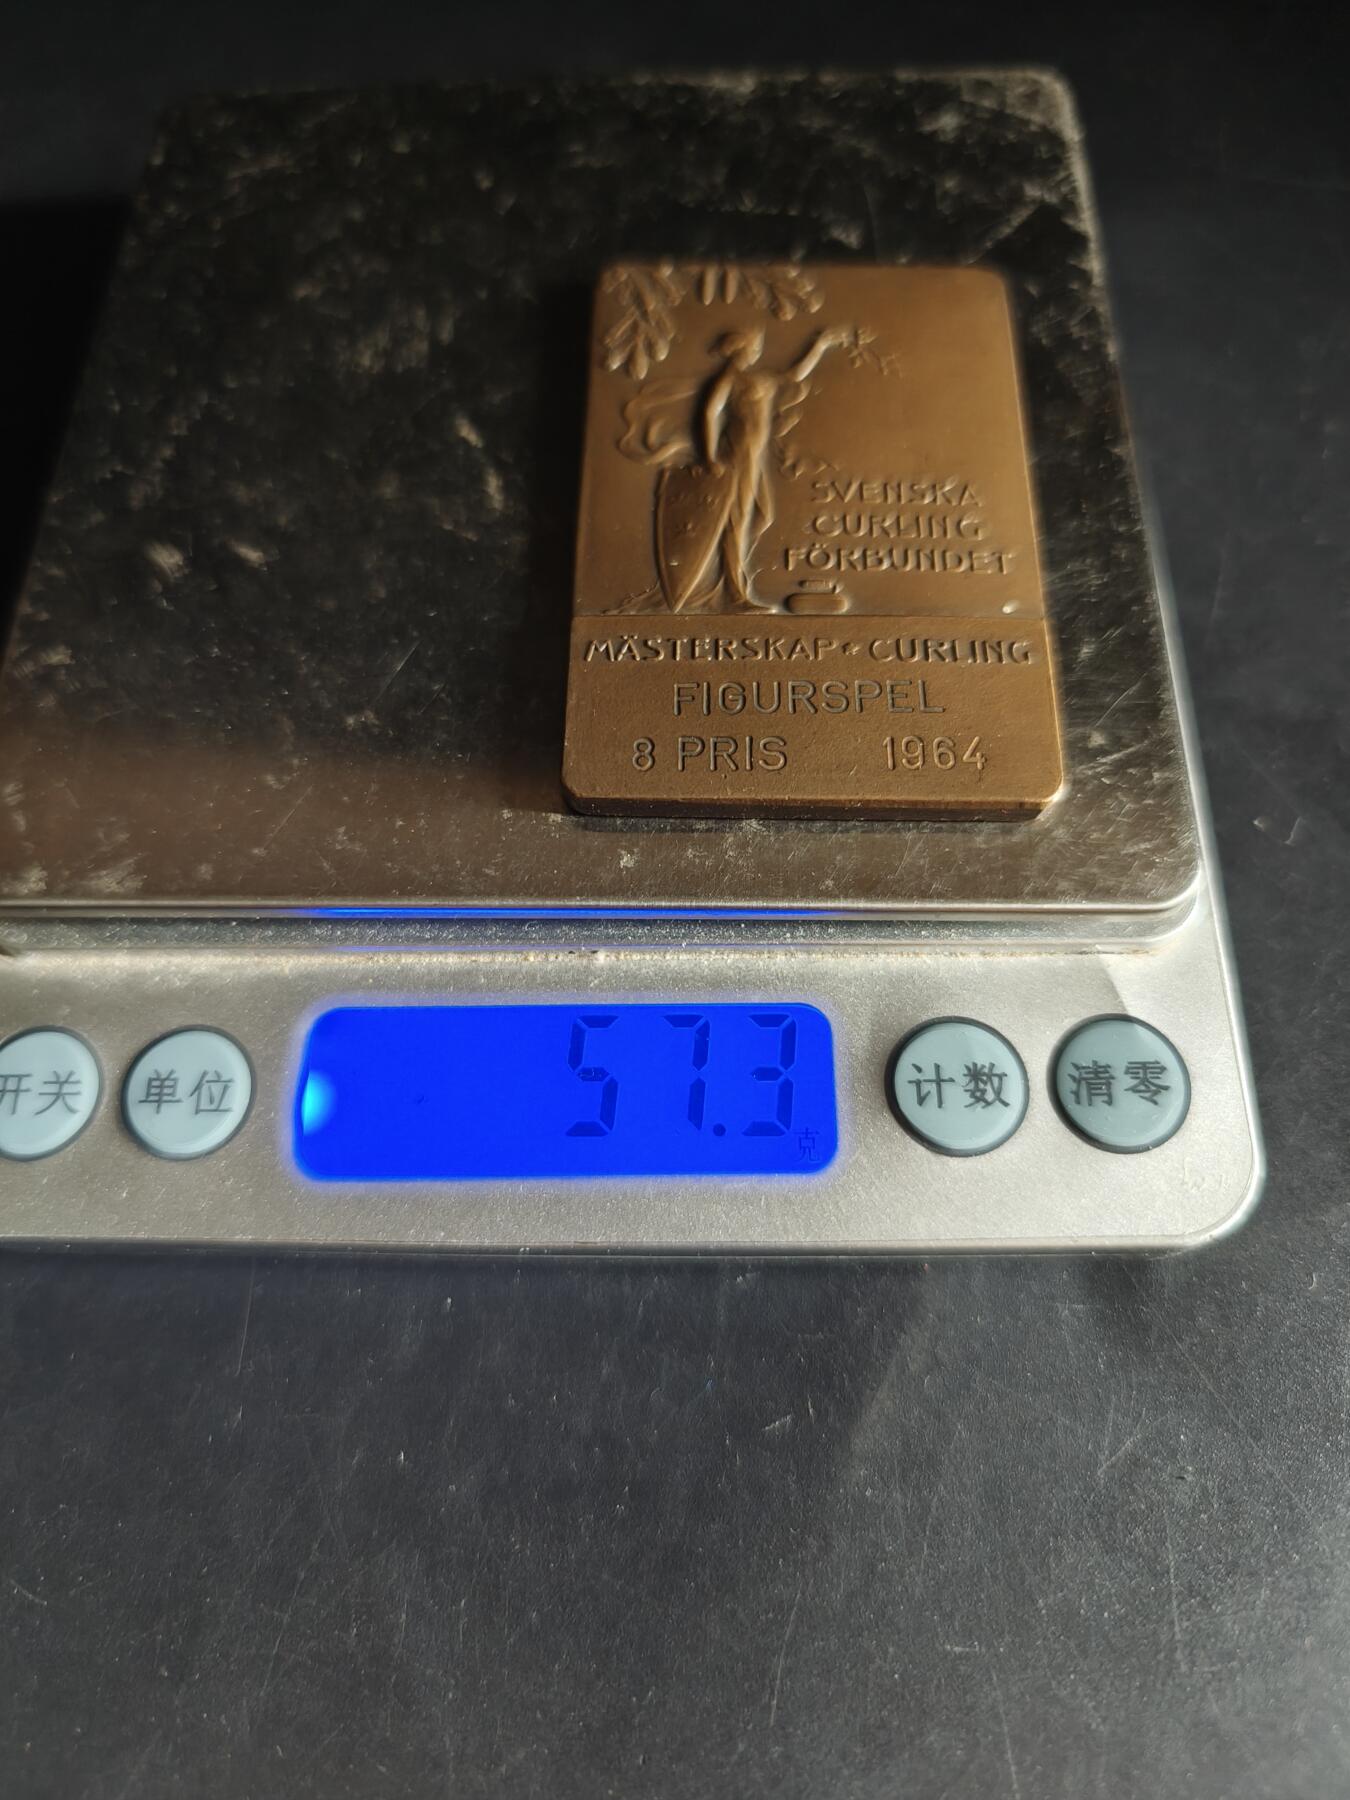 SVENSKA
CURLING
FÖRBUNDET
MÄSTERSKAP CURLING
FIGURSPEL
8 PRIS 1964
57.3
克
开关 单位 计数 清零